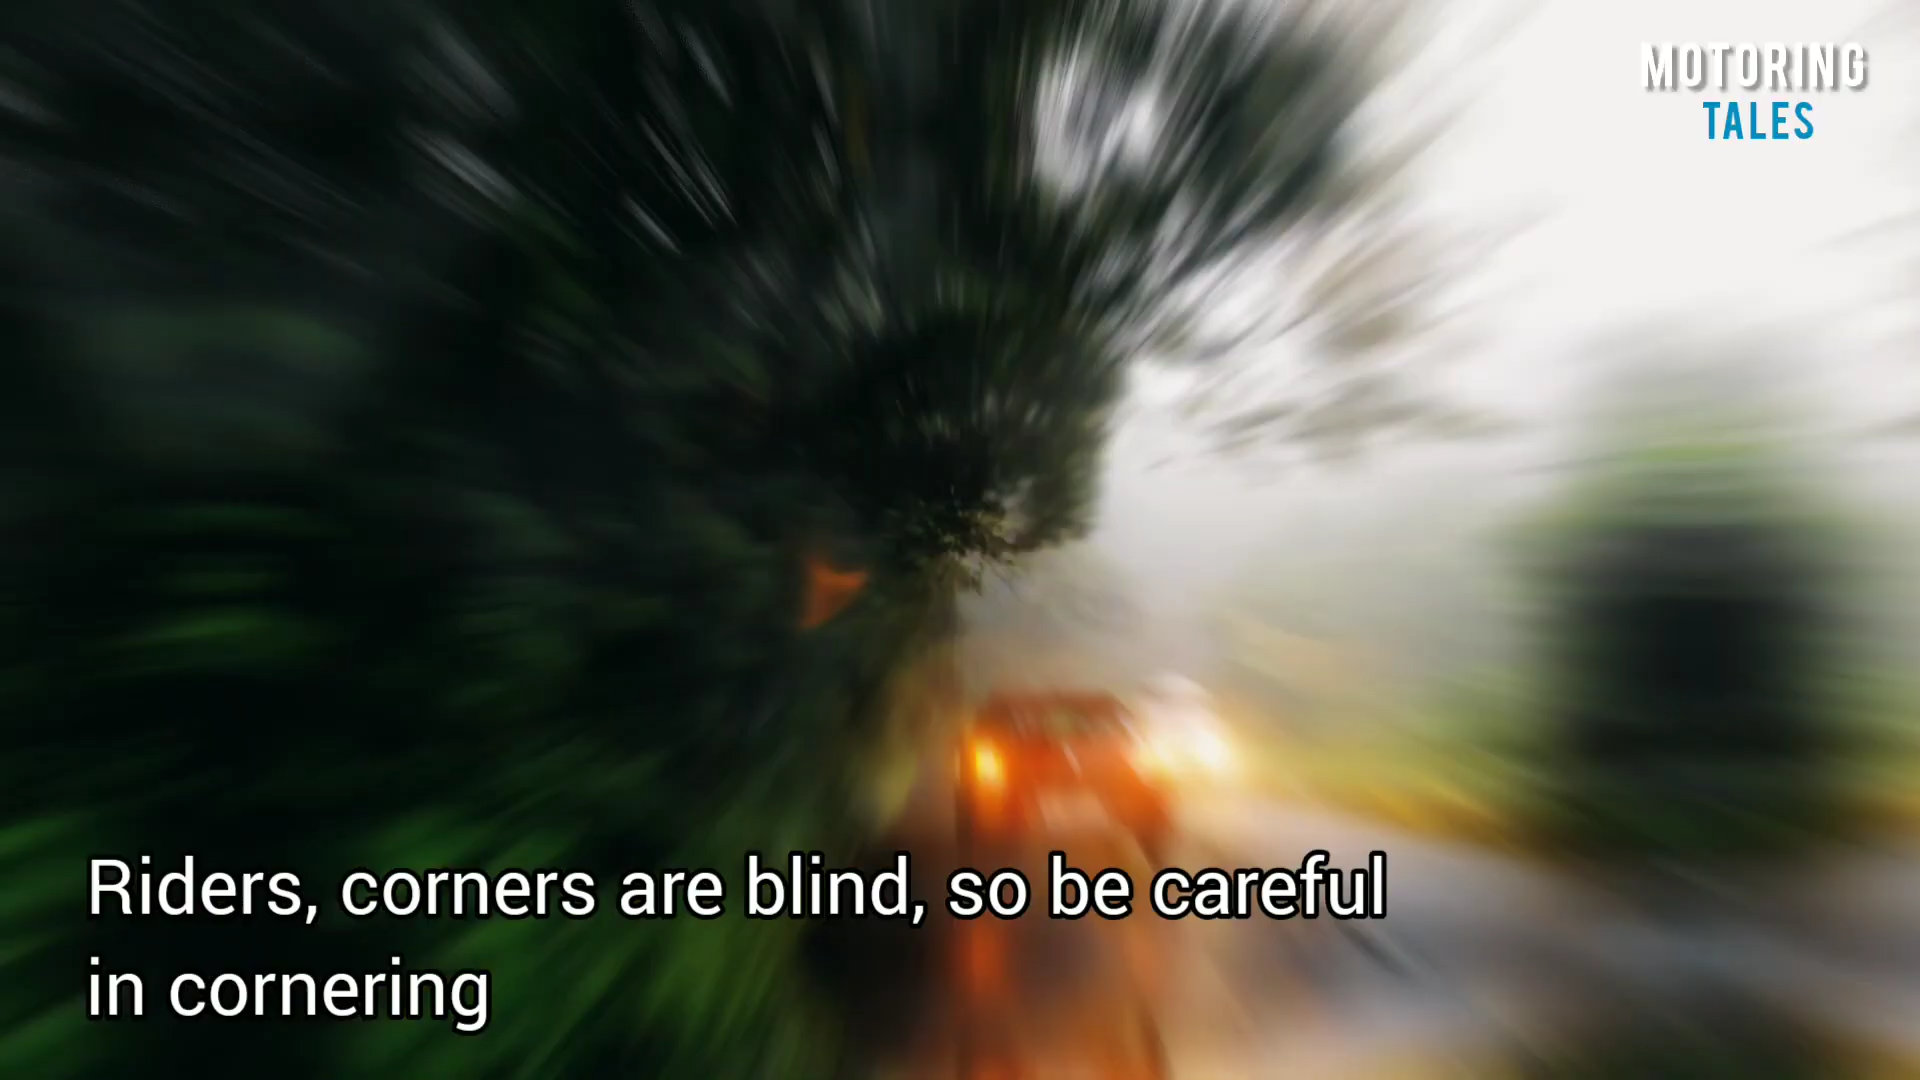 MOTORING
TALES
Riders, corners are blind, so be careful
in cornering